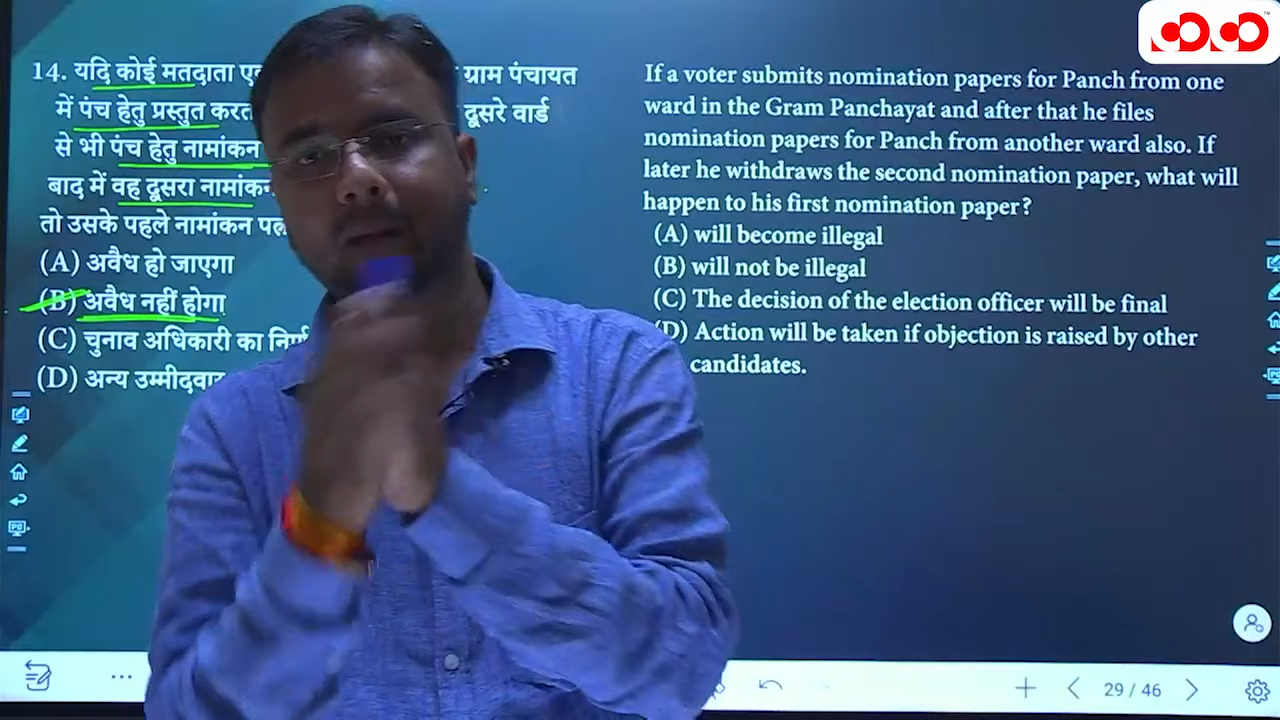 14. यदि कोई मतदाता ग्राम पंचायत
में पंच हेतु प्रस्तुत दूसरे वार्ड
से भी पंच हेतु नामांकन
बाद में वह दूसरा
तो उसके पहले नामांकन
(A) अवैध हो जाएगा
(B) अवैध नहीं होगा
(C) चुनाव अधिकारी का
(D) अन्य
If a voter submits nomination papers for Panch from one
ward in the Gram Panchayat and after that he files
nomination papers for Panch from another ward also. If
later he withdraws the second nomination paper, what will
happen to his first nomination paper?
(A) will become illegal
(B) will not be illegal
(C) The decision of the election officer will be final
(D) Action will be taken if objection is raised by other
candidates.
29 / 46